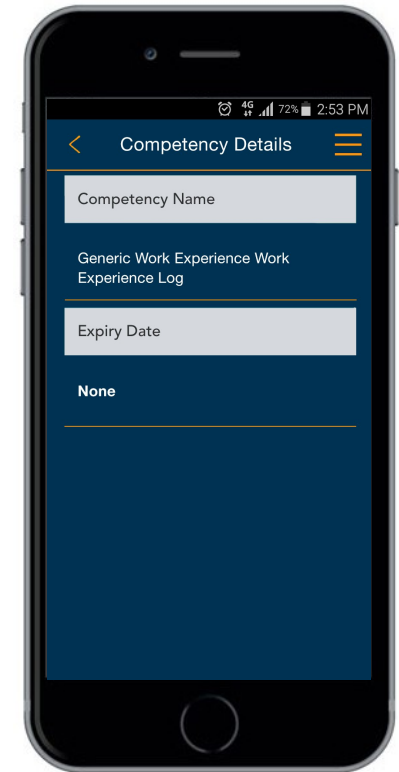 4G 72% 2:53 PM
Competency Details
Competency Name
Generic Work Experience Work
Experience Log
Expiry Date
None